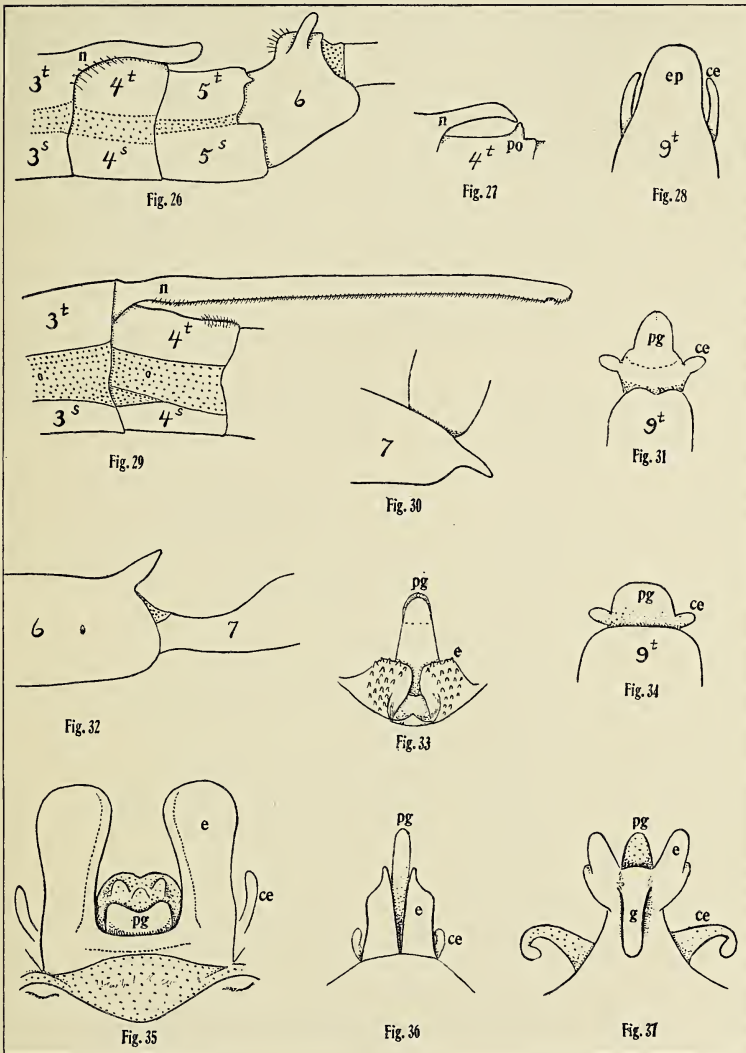 n
3t 4t 5t 6
3s 4s 5s
Fig. 26
n
4t po
Fig. 27
ep ce
9t
Fig. 28
n
3t 4t
3s 4s
Fig. 29
7
Fig. 30
pg
ce
9t
Fig. 31
6 7
Fig. 32
pg
e
Fig. 33
pg
ce
9t
Fig. 34
e
ce
pg
Fig. 35
pg
e
ce
Fig. 36
pg
e
g ce
Fig. 37